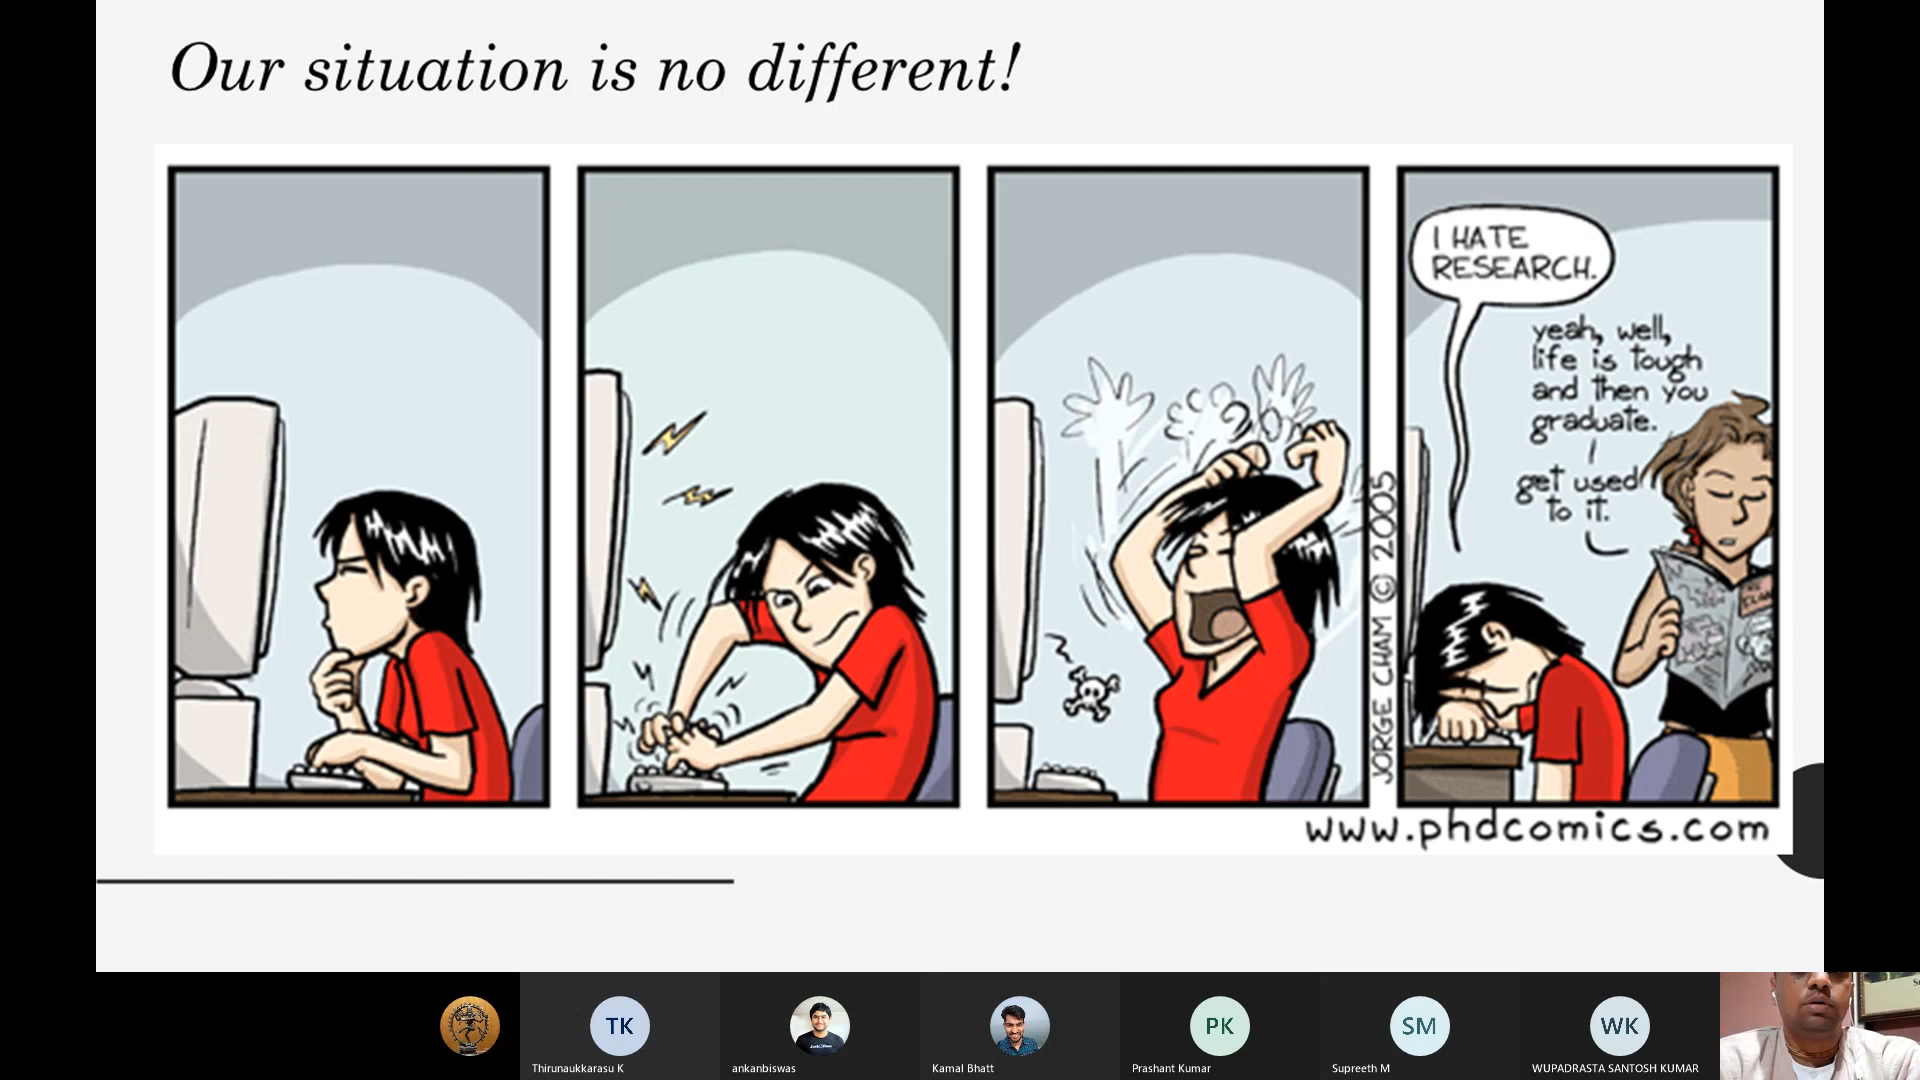 Our situation is no different!
I HATE
RESEARCH.
yeah, well,
life is tough
and then you
graduate.
get used
to it.
JORGE CHAM © 2005
www.phdcomics.com
TK
Thirunaukkarasu K
ankanbiswas
Kamal Bhatt
PK
Prashant Kumar
SM
Supreeth M
WK
WUPADRASTA SANTOSH KUMAR